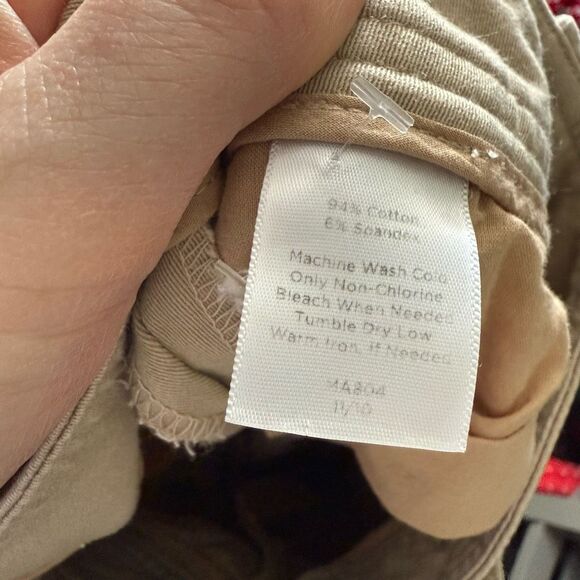 94% Cotton
6% Spandex
Machine Wash Cold
Only Non-Chlorine
Bleach When Needed
Tumble Dry Low
Warm Iron, if Needed
MA804
11/10